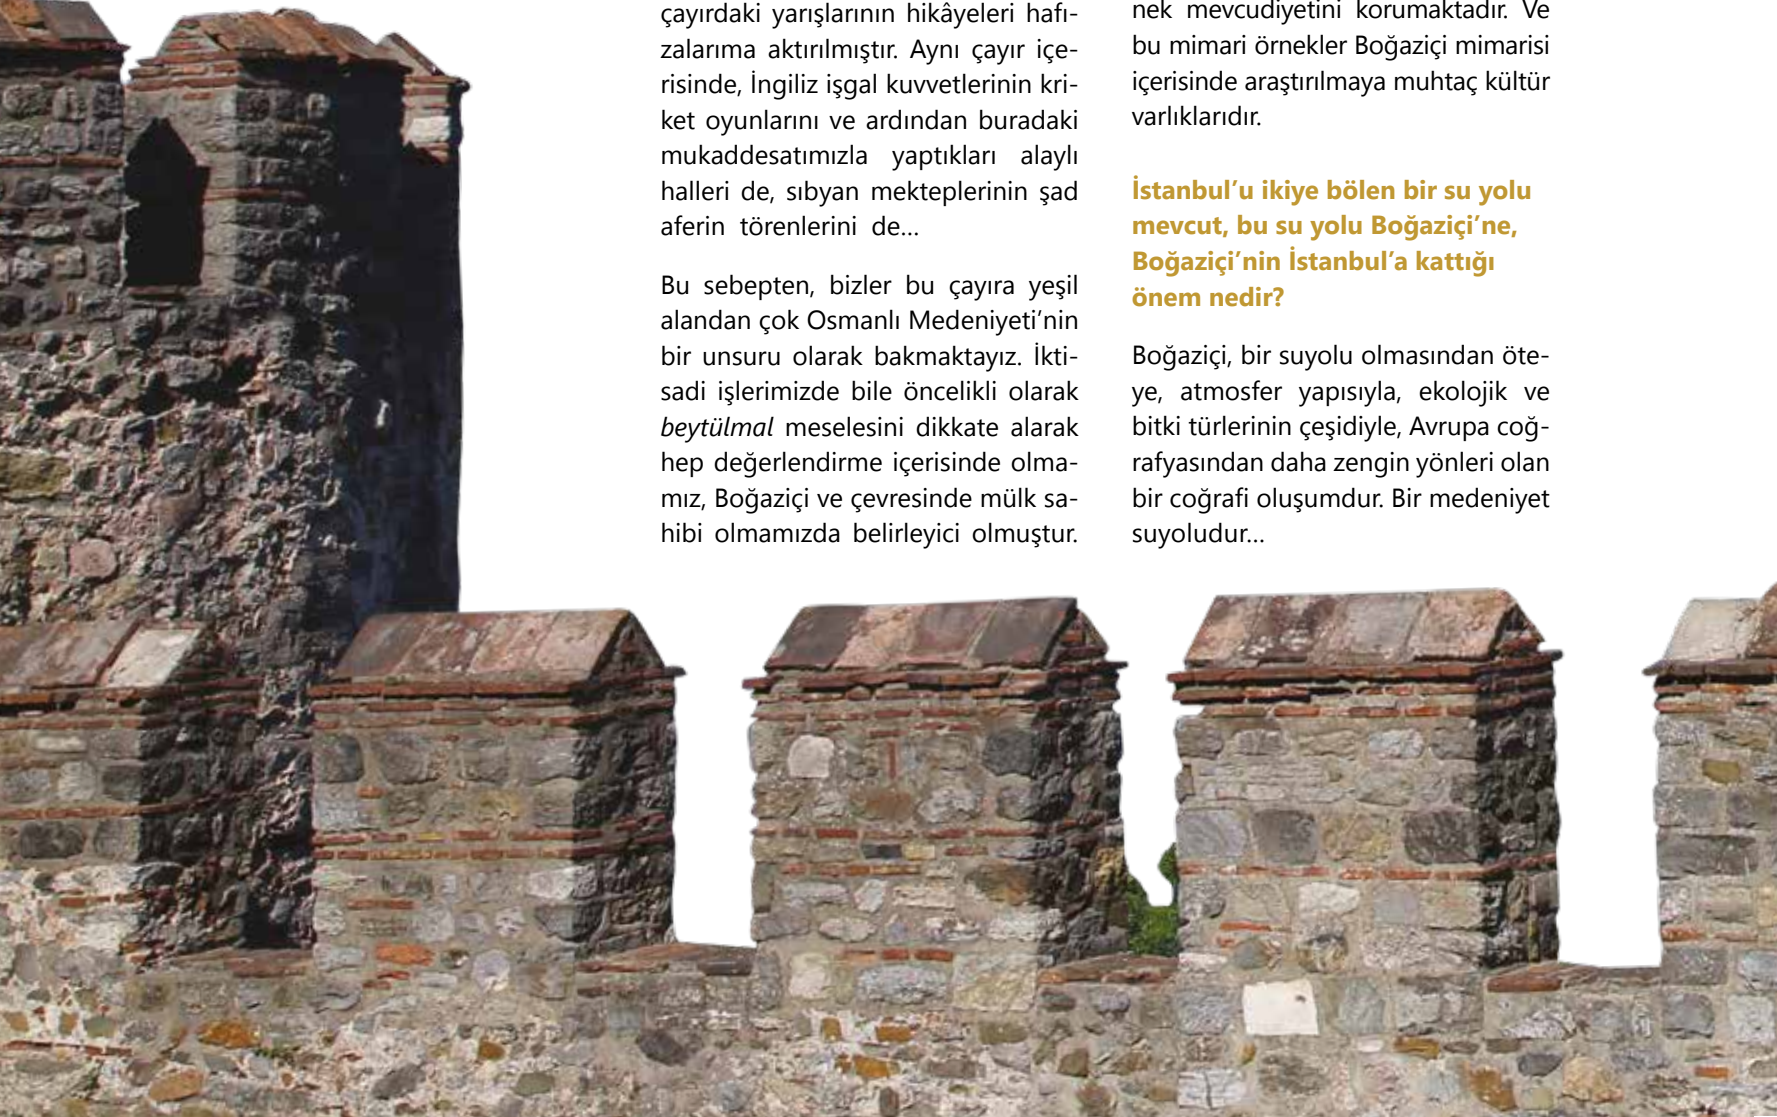 çayırdaki yarışlarının hikâyeleri hafı-
zalarıma aktırılmıştır. Aynı çayır içe-
risinde, İngiliz işgal kuvvetlerinin kri-
ket oyunlarını ve ardından buradaki
mukaddesatımızla yaptıkları alaylı
halleri de, sıbyan mekteplerinin şad
aferin törenlerini de...
Bu sebepten, bizler bu çayıra yeşil
alandan çok Osmanlı Medeniyeti'nin
bir unsuru olarak bakmaktayız. İkti-
sadi işlerimizde bile öncelikli olarak
beytülmal meselesini dikkate alarak
hep değerlendirme içerisinde olma-
mız, Boğaziçi ve çevresinde mülk sa-
hibi olmamızda belirleyici olmuştur.
nek mevcudiyetini korumaktadır. Ve
bu mimari örnekler Boğaziçi mimarisi
içerisinde araştırılmaya muhtaç kültür
varlıklarıdır.
İstanbul'u ikiye bölen bir su yolu
mevcut, bu su yolu Boğaziçi'ne,
Boğaziçi'nin İstanbul'a kattığı
önem nedir?
Boğaziçi, bir suyolu olmasından öte-
ye, atmosfer yapısıyla, ekolojik ve
bitki türlerinin çeşidiyle, Avrupa coğ-
rafyasından daha zengin yönleri olan
bir coğrafi oluşumdur. Bir medeniyet
suyoludur...